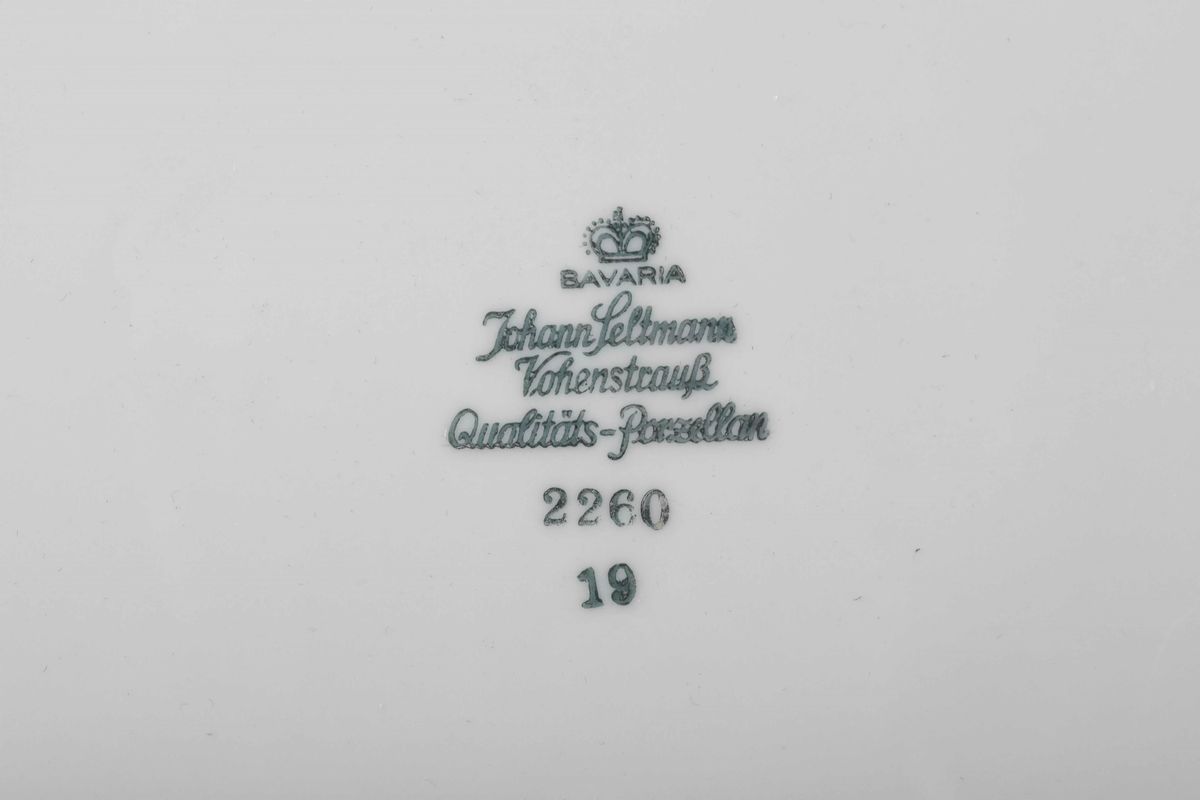 BAVARIA
Johann Seltmann
Vohenstrauß
Qualitäts-Porzellan
2260
19